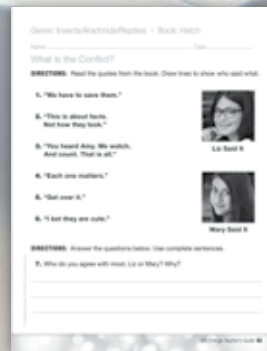 Genre: Insects/Arachnids/Reptiles • Book: Hatch
Name Date
What Is the Conflict?
DIRECTIONS: Read the quotes from the book. Draw lines to show who said what.
1. "We have to save them."
2. "This is about facts.
Not how they look."
3. "You heard Amy. We watch.
And count. That is all."
Liz Said It
4. "Each one matters."
5. "Get over it."
6. "I bet they are cute."
Mary Said It
DIRECTIONS: Answer the questions below. Use complete sentences.
7. Who do you agree with most, Liz or Mary? Why?